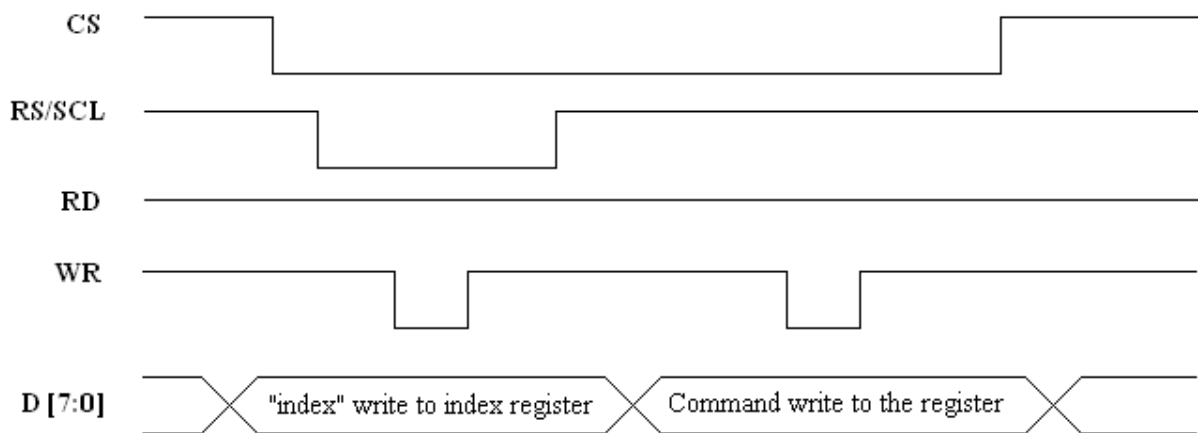 CS
RS/SCL
RD
WR
D [7:0]
"index" write to index register
Command write to the register